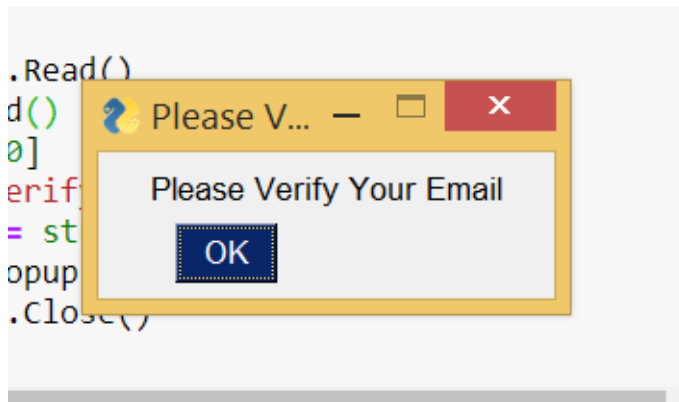 .Read()
d()
0]
erif
= st
opup
.Close()
Please V...
Please Verify Your Email
OK